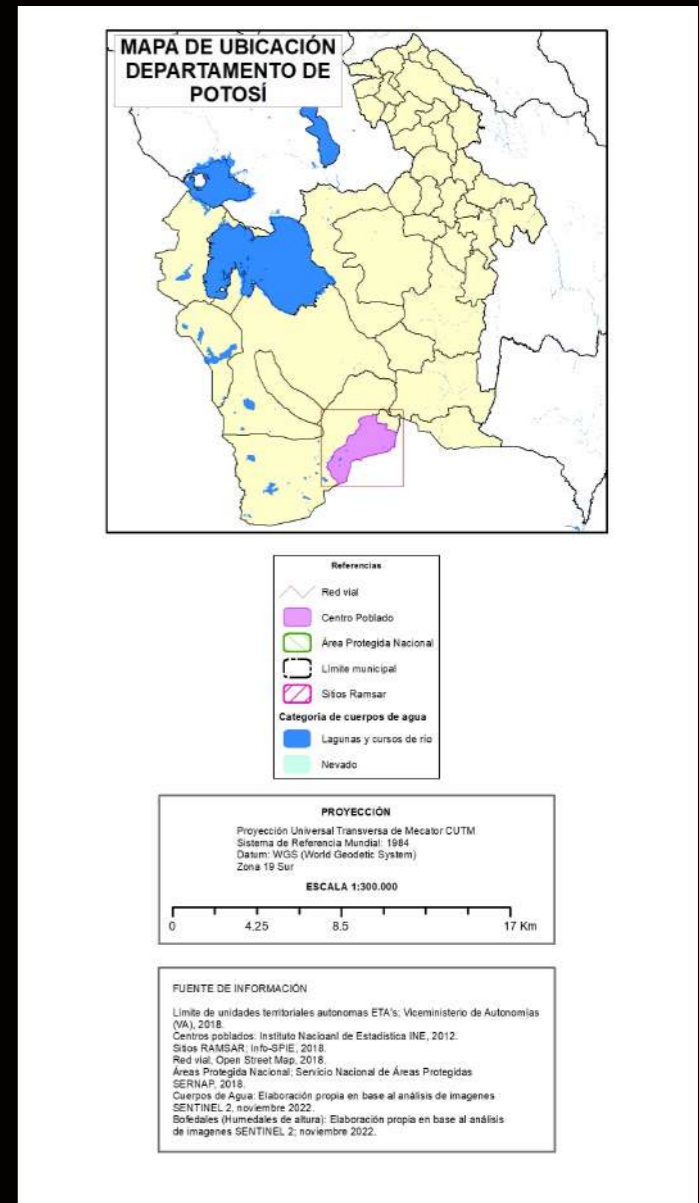 MAPA DE UBICACIÓN
DEPARTAMENTO DE
POTOSÍ
Referencias
Red vial
Centro Poblado
Área Protegida Nacional
Límite municipal
Sitios Ramsar
Categoria de cuerpos de agua
Lagunas y cursos de rio
Nevado
PROYECCIÓN
Proyección Universal Transversa de Mecator CUTM
Sistema de Referencia Mundial: 1984
Datum: WGS (World Geodetic System)
Zona 19 Sur
ESCALA 1:300.000
0 4.25 8.5 17 Km
FUENTE DE INFORMACIÓN
Limite de unidades territoriales autonomas ETA's; Viceministerio de Autonomías
(VA), 2018.
Centros poblados: Instituto Nacioanl de Estadistica INE, 2012.
Sitios RAMSAR; Info-SPIE, 2018.
Red vial, Open Street Map, 2018.
Áreas Protegida Nacional; Servicio Nacional de Áreas Protegidas
SERNAP, 2018.
Cuerpos de Agua: Elaboración propia en base al análisis de imagenes
SENTINEL 2, noviembre 2022.
Bofedales (Humedales de altura): Elaboración propia en base al análisis
de imagenes SENTINEL 2; noviembre 2022.